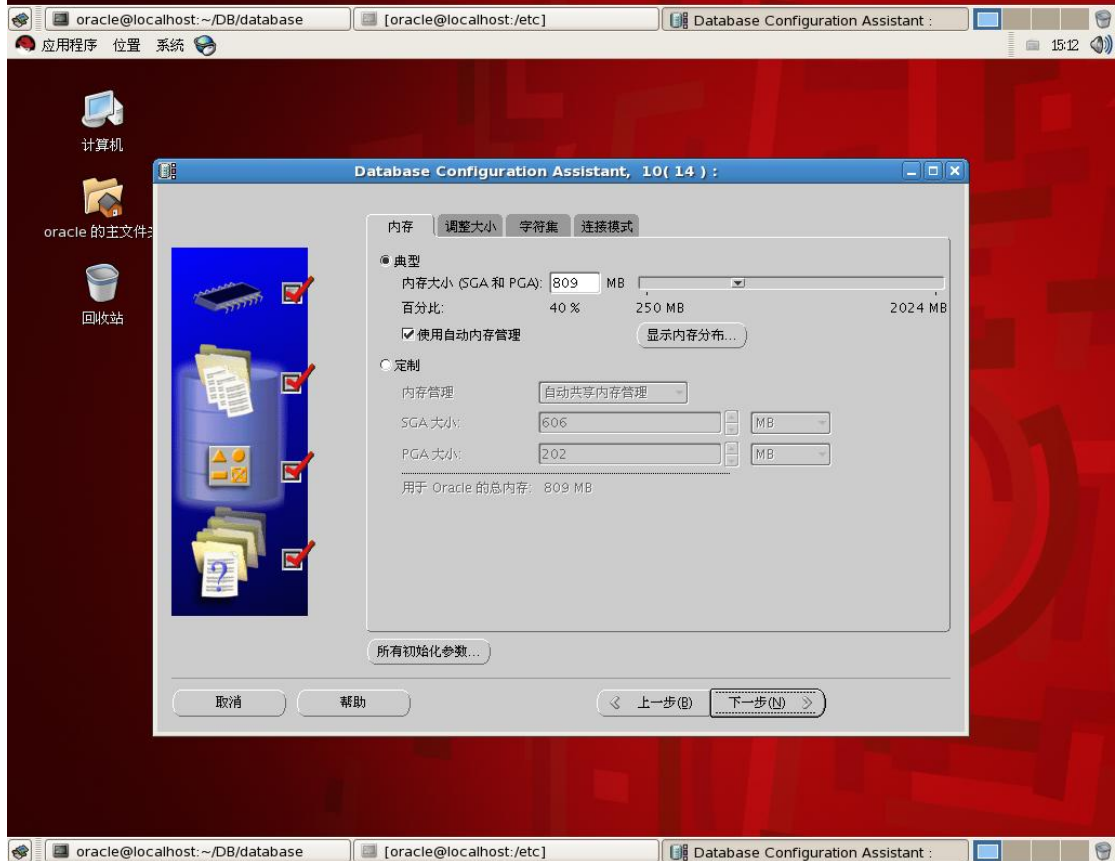 oracle@localhost:~/DB/database [oracle@localhost:/etc] Database Configuration Assistant :
应用程序 位置 系统 15:12
计算机
oracle 的主文件夹
回收站
Database Configuration Assistant, 10( 14 ) :
内存 调整大小 字符集 连接模式
典型
内存大小 (SGA 和 PGA): 809 MB
百分比: 40 % 250 MB 2024 MB
使用自动内存管理 显示内存分布...
定制
内存管理 自动共享内存管理
SGA 大小: 606 MB
PGA 大小: 202 MB
用于 Oracle 的总内存: 809 MB
所有初始化参数...
取消 帮助 上一步(B) 下一步(N)
oracle@localhost:~/DB/database [oracle@localhost:/etc] Database Configuration Assistant :